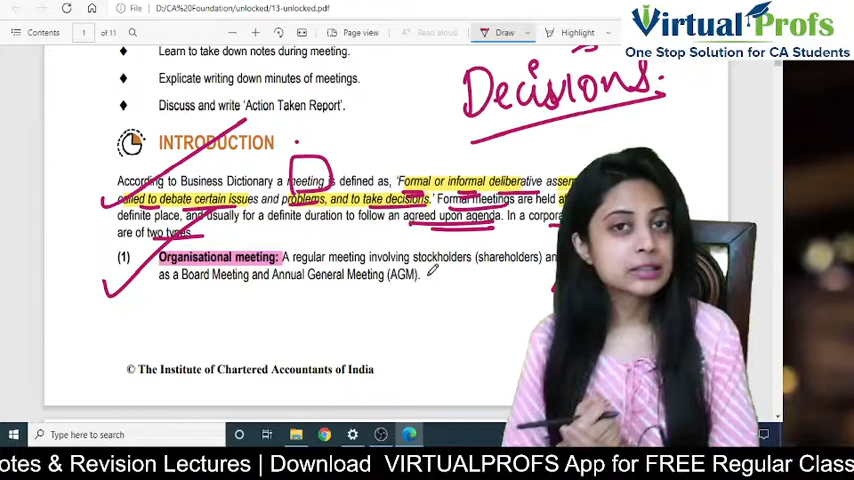 File D:/CA%20Foundation/unlocked/13-unlocked.pdf
Virtual Profs
One Stop Solution for CA Students
Contents 1 of 11 Page view Read aloud Draw Highlight
Learn to take down notes during meeting.
Explicate writing down minutes of meetings.
Discuss and write 'Action Taken Report'.
Decisions.
INTRODUCTION
According to Business Dictionary a meeting is defined as, 'Formal or informal deliberative
called to debate certain issues and problems, and to take decisions.' Formal meetings are held
definite place, and usually for a definite duration to follow an agreed upon agenda. In a
are of two types
(1) Organisational meeting: A regular meeting involving stockholders (shareholders)
as a Board Meeting and Annual General Meeting (AGM).
© The Institute of Chartered Accountants of India
Type here to search
Notes & Revision Lectures | Download VIRTUALPROFS App for FREE Regular Class